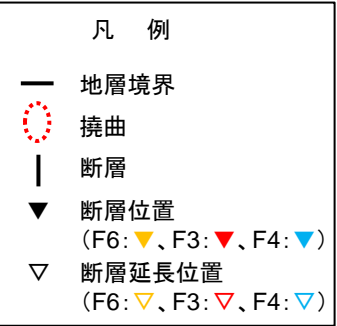 凡 例
地層境界
撓曲
断層
▼ 断層位置
(F6:▼、F3:▼、F4:▼)
▽ 断層延長位置
(F6:▽、F3:▽、F4:▽)